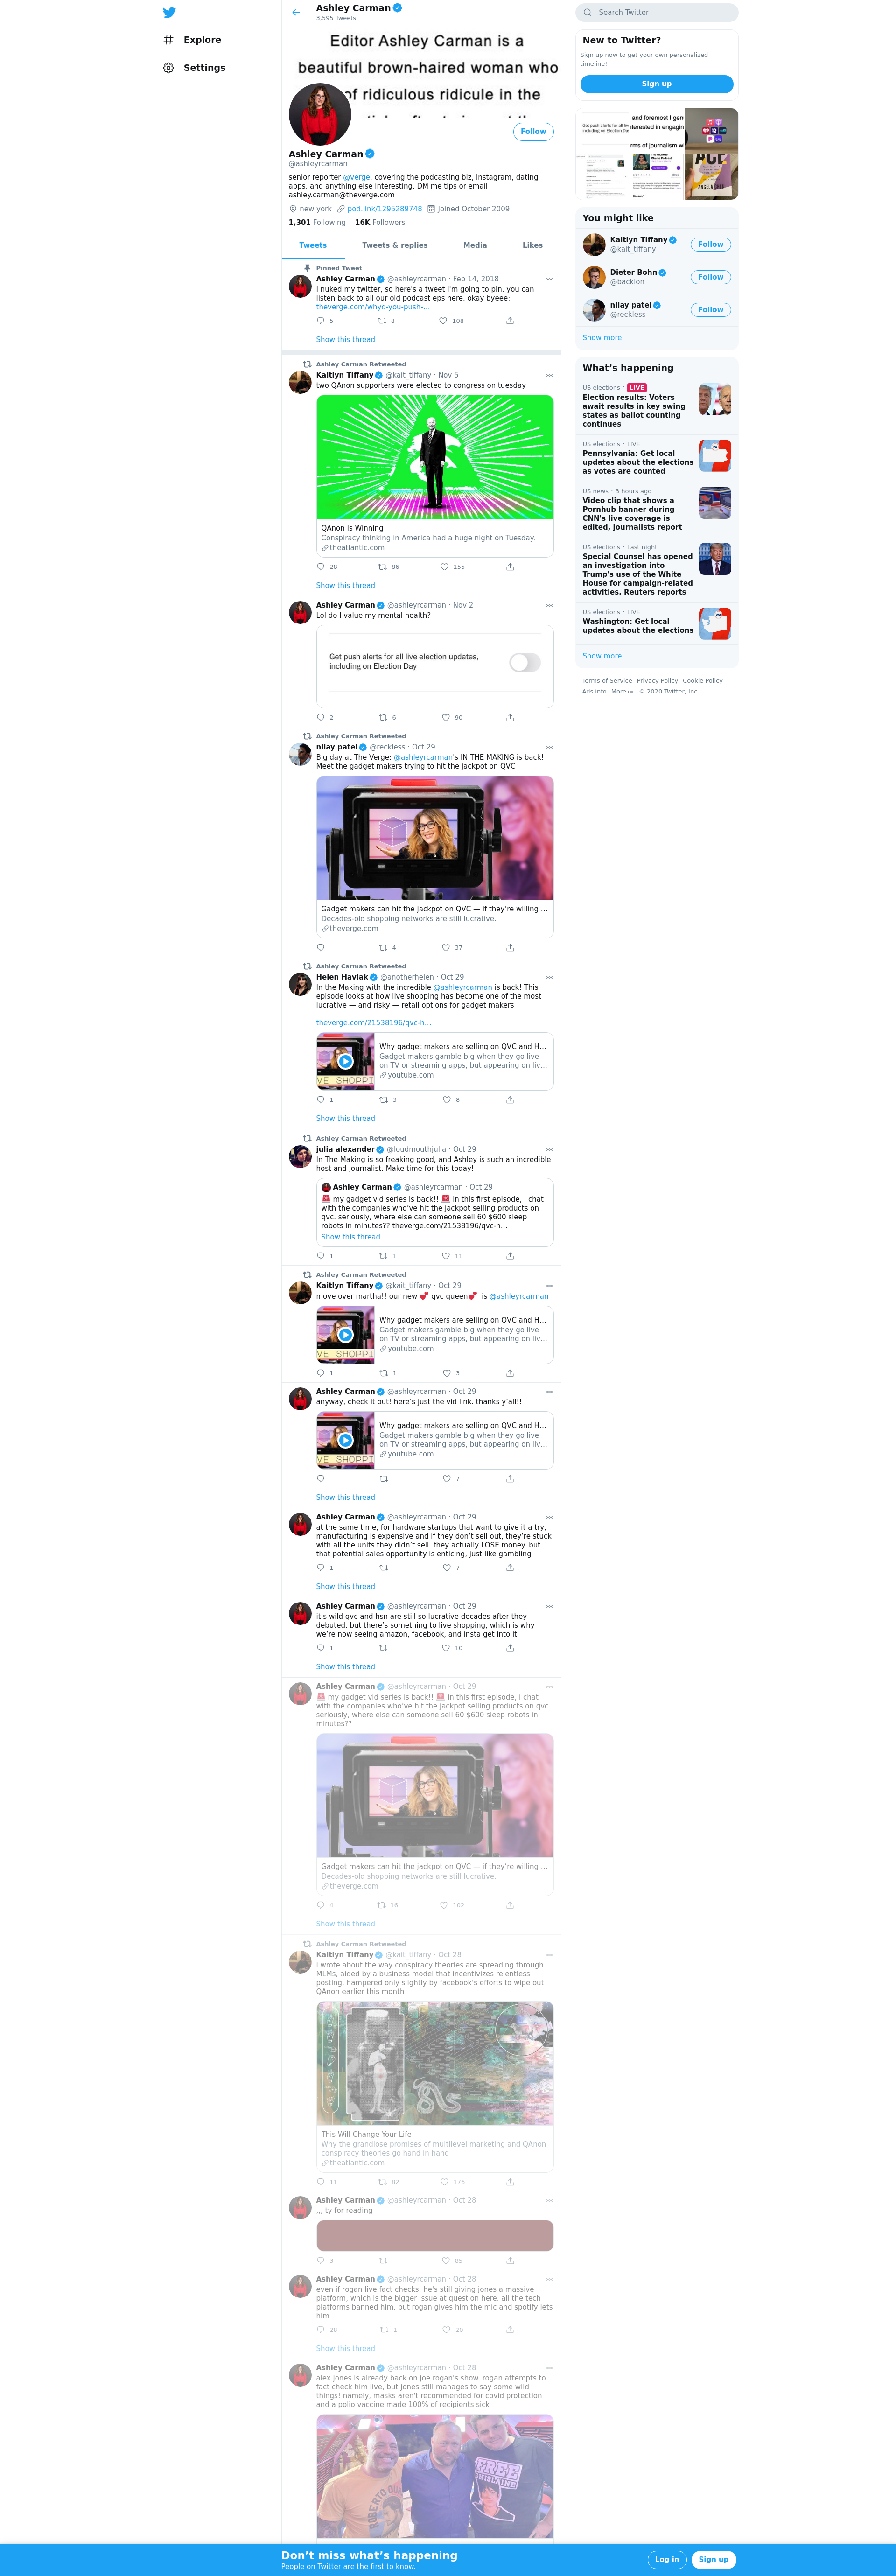 Explore
Settings
Ashley Carman
3,595 Tweets
Editor Ashley Carman is a
beautiful brown-haired woman who
of ridiculous ridicule in the
Follow
Ashley Carman
@ashleyrcarman
senior reporter @verge. covering the podcasting biz, instagram, dating
apps, and anything else interesting. DM me tips or email
ashley.carman@theverge.com
new york pod.link/1295289748 Joined October 2009
1,301 Following 16K Followers
Tweets Tweets & replies Media Likes
Pinned Tweet
Ashley Carman @ashleyrcarman · Feb 14, 2018
I nuked my twitter, so here's a tweet I'm going to pin. you can
listen back to all our old podcast eps here. okay byeee:
theverge.com/whyd-you-push-…
5 8 108
Show this thread
Ashley Carman Retweeted
Kaitlyn Tiffany @kait_tiffany · Nov 5
two QAnon supporters were elected to congress on tuesday
QAnon Is Winning
Conspiracy thinking in America had a huge night on Tuesday.
theatlantic.com
28 86 155
Show this thread
Ashley Carman @ashleyrcarman · Nov 2
Lol do I value my mental health?
Get push alerts for all live election updates,
including on Election Day
2 6 90
Ashley Carman Retweeted
nilay patel @reckless · Oct 29
Big day at The Verge: @ashleyrcarman's IN THE MAKING is back!
Meet the gadget makers trying to hit the jackpot on QVC
Gadget makers can hit the jackpot on QVC — if they're willing …
Decades-old shopping networks are still lucrative.
theverge.com
4 37
Ashley Carman Retweeted
Helen Havlak @anotherhelen · Oct 29
In the Making with the incredible @ashleyrcarman is back! This
episode looks at how live shopping has become one of the most
lucrative — and risky — retail options for gadget makers
theverge.com/21538196/qvc-h…
VE SHOPPI
Why gadget makers are selling on QVC and H…
Gadget makers gamble big when they go live
on TV or streaming apps, but appearing on liv…
youtube.com
1 3 8
Show this thread
Ashley Carman Retweeted
julia alexander @loudmouthjulia · Oct 29
In The Making is so freaking good, and Ashley is such an incredible
host and journalist. Make time for this today!
Ashley Carman @ashleyrcarman · Oct 29
🚨 my gadget vid series is back!! 🚨 in this first episode, i chat
with the companies who've hit the jackpot selling products on
qvc. seriously, where else can someone sell 60 $600 sleep
robots in minutes?? theverge.com/21538196/qvc-h…
Show this thread
1 1 11
Ashley Carman Retweeted
Kaitlyn Tiffany @kait_tiffany · Oct 29
move over martha!! our new 💕 qvc queen💕 is @ashleyrcarman
VE SHOPPI
Why gadget makers are selling on QVC and H…
Gadget makers gamble big when they go live
on TV or streaming apps, but appearing on liv…
youtube.com
1 1 3
Ashley Carman @ashleyrcarman · Oct 29
anyway, check it out! here's just the vid link. thanks y'all!!
VE SHOPPI
Why gadget makers are selling on QVC and H…
Gadget makers gamble big when they go live
on TV or streaming apps, but appearing on liv…
youtube.com
7
Show this thread
Ashley Carman @ashleyrcarman · Oct 29
at the same time, for hardware startups that want to give it a try,
manufacturing is expensive and if they don't sell out, they're stuck
with all the units they didn't sell. they actually LOSE money. but
that potential sales opportunity is enticing, just like gambling
1 7
Show this thread
Ashley Carman @ashleyrcarman · Oct 29
it's wild qvc and hsn are still so lucrative decades after they
debuted. but there's something to live shopping, which is why
we're now seeing amazon, facebook, and insta get into it
1 10
Show this thread
Ashley Carman @ashleyrcarman · Oct 29
🚨 my gadget vid series is back!! 🚨 in this first episode, i chat
with the companies who've hit the jackpot selling products on qvc.
seriously, where else can someone sell 60 $600 sleep robots in
minutes??
Gadget makers can hit the jackpot on QVC — if they're willing …
Decades-old shopping networks are still lucrative.
theverge.com
4 16 102
Show this thread
Ashley Carman Retweeted
Kaitlyn Tiffany @kait_tiffany · Oct 28
i wrote about the way conspiracy theories are spreading through
MLMs, aided by a business model that incentivizes relentless
posting, hampered only slightly by facebook's efforts to wipe out
QAnon earlier this month
This Will Change Your Life
Why the grandiose promises of multilevel marketing and QAnon
conspiracy theories go hand in hand
theatlantic.com
11 82 176
Ashley Carman @ashleyrcarman · Oct 28
,,, ty for reading
3 85
Ashley Carman @ashleyrcarman · Oct 28
even if rogan live fact checks, he's still giving jones a massive
platform, which is the bigger issue at question here. all the tech
platforms banned him, but rogan gives him the mic and spotify lets
him
28 1 20
Show this thread
Ashley Carman @ashleyrcarman · Oct 28
alex jones is already back on joe rogan's show. rogan attempts to
fact check him live, but jones still manages to say some wild
things! namely, masks aren't recommended for covid protection
and a polio vaccine made 100% of recipients sick
FREE
Search Twitter
New to Twitter?
Sign up now to get your own personalized
timeline!
Sign up
Get push alerts for all live
including on Election Day
and foremost I gen
terested in engagin
rms of journalism w
You might like
Kaitlyn Tiffany
@kait_tiffany
Follow
Dieter Bohn
@backlon
Follow
nilay patel
@reckless
Follow
Show more
What's happening
US elections · LIVE
Election results: Voters
await results in key swing
states as ballot counting
continues
US elections · LIVE
Pennsylvania: Get local
updates about the elections
as votes are counted
US news · 3 hours ago
Video clip that shows a
Pornhub banner during
CNN's live coverage is
edited, journalists report
US elections · Last night
Special Counsel has opened
an investigation into
Trump's use of the White
House for campaign-related
activities, Reuters reports
US elections · LIVE
Washington: Get local
updates about the elections
Show more
Terms of Service Privacy Policy Cookie Policy
Ads info More © 2020 Twitter, Inc.
Don't miss what's happening
People on Twitter are the first to know.
Log in
Sign up